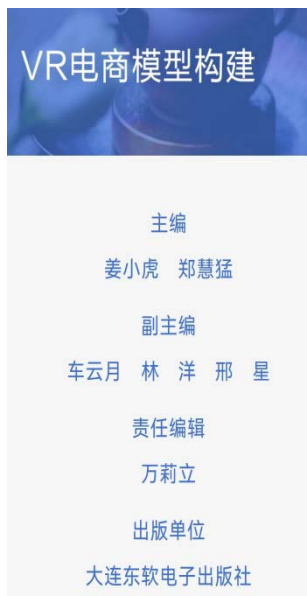 VR电商模型构建
主编
姜小虎 郑慧猛
副主编
车云月 林 洋 邢 星
责任编辑
万莉立
出版单位
大连东软电子出版社